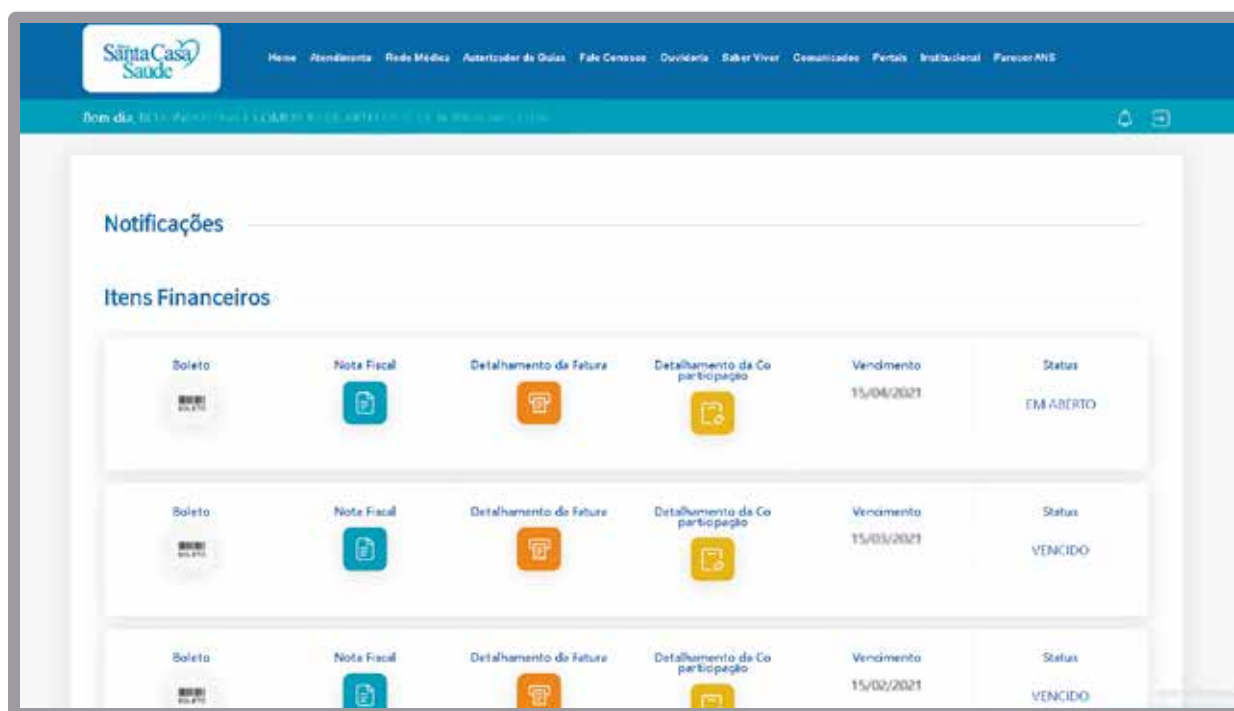 Santa Casa
Saúde
Home Atendimento Rede Médica Autorizador de Guias Fale Conosco Ouvidoria Saber Viver Comunicados Portais Institucional Parecer ANS
Bom dia,
Notificações
Itens Financeiros
Boleto Nota Fiscal Detalhamento da Fatura Detalhamento da Co participação Vencimento Status
BOLETO 15/04/2021 EM ABERTO
Boleto Nota Fiscal Detalhamento da Fatura Detalhamento da Co participação Vencimento Status
BOLETO 15/03/2021 VENCIDO
Boleto Nota Fiscal Detalhamento da Fatura Detalhamento da Co participação Vencimento Status
BOLETO 15/02/2021 VENCIDO